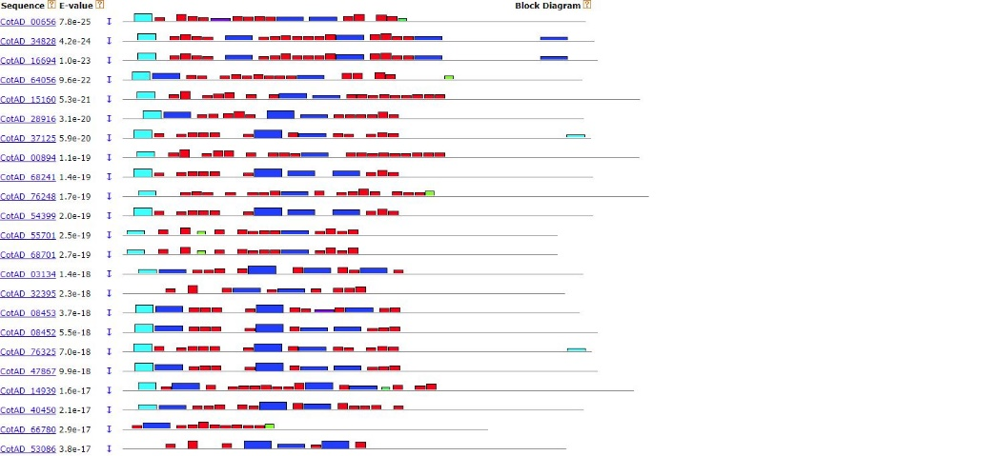 Sequence ? E-value ? Block Diagram ?
CotAD_00656 7.8e-25 ↧
CotAD_34828 4.2e-24 ↧
CotAD_16694 1.0e-23 ↧
CotAD_64056 9.6e-22 ↧
CotAD_15160 5.3e-21 ↧
CotAD_28916 3.1e-20 ↧
CotAD_37125 5.9e-20 ↧
CotAD_00894 1.1e-19 ↧
CotAD_68241 1.4e-19 ↧
CotAD_76248 1.7e-19 ↧
CotAD_54399 2.0e-19 ↧
CotAD_55701 2.5e-19 ↧
CotAD_68701 2.7e-19 ↧
CotAD_03134 1.4e-18 ↧
CotAD_32395 2.3e-18 ↧
CotAD_08453 3.7e-18 ↧
CotAD_08452 5.5e-18 ↧
CotAD_76325 7.0e-18 ↧
CotAD_47867 9.9e-18 ↧
CotAD_14939 1.6e-17 ↧
CotAD_40450 2.1e-17 ↧
CotAD_66780 2.9e-17 ↧
CotAD_53086 3.8e-17 ↧